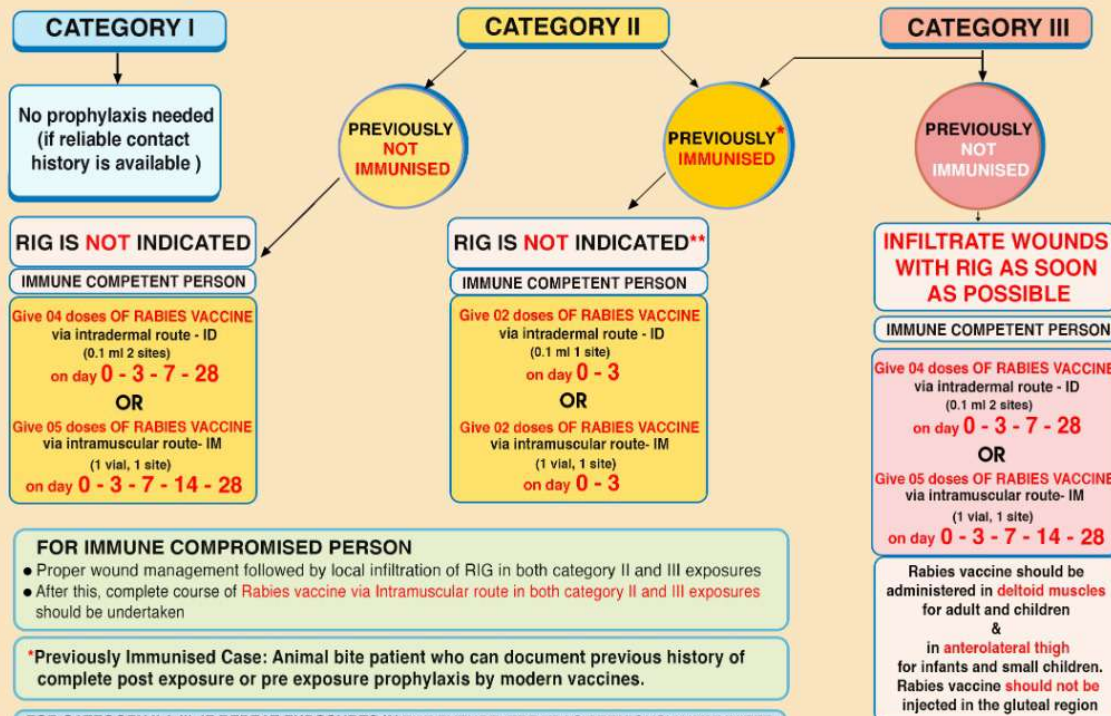 CATEGORY I
CATEGORY II
CATEGORY III
No prophylaxis needed
(if reliable contact
history is available )
PREVIOUSLY
NOT
IMMUNISED
PREVIOUSLY*
IMMUNISED
PREVIOUSLY
NOT
IMMUNISED
RIG IS NOT INDICATED
IMMUNE COMPETENT PERSON
Give 04 doses OF RABIES VACCINE
via intradermal route - ID
(0.1 ml 2 sites)
on day 0 - 3 - 7 - 28
OR
Give 05 doses OF RABIES VACCINE
via intramuscular route- IM
(1 vial, 1 site)
on day 0 - 3 - 7 - 14 - 28
RIG IS NOT INDICATED**
IMMUNE COMPETENT PERSON
Give 02 doses OF RABIES VACCINE
via intradermal route - ID
(0.1 ml 1 site)
on day 0 - 3
OR
Give 02 doses OF RABIES VACCINE
via intramuscular route- IM
(1 vial, 1 site)
on day 0 - 3
INFILTRATE WOUNDS
WITH RIG AS SOON
AS POSSIBLE
IMMUNE COMPETENT PERSON
Give 04 doses OF RABIES VACCINE
via intradermal route - ID
(0.1 ml 2 sites)
on day 0 - 3 - 7 - 28
OR
Give 05 doses OF RABIES VACCINE
via intramuscular route- IM
(1 vial, 1 site)
on day 0 - 3 - 7 - 14 - 28
Rabies vaccine should be
administered in deltoid muscles
for adult and children
&
in anterolateral thigh
for infants and small children.
Rabies vaccine should not be
injected in the gluteal region
FOR IMMUNE COMPROMISED PERSON
● Proper wound management followed by local infiltration of RIG in both category II and III exposures
● After this, complete course of Rabies vaccine via Intramuscular route in both category II and III exposures
should be undertaken
*Previously Immunised Case: Animal bite patient who can document previous history of
complete post exposure or pre exposure prophylaxis by modern vaccines.